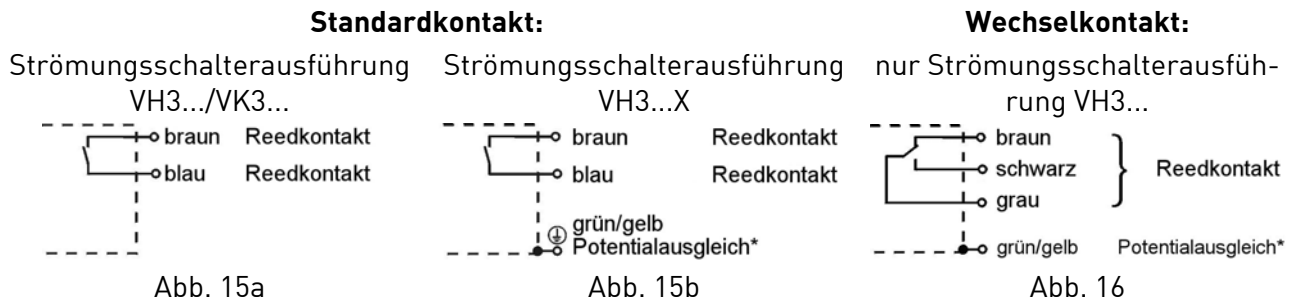 Standardkontakt:
Wechselkontakt:
Strömungsschalterausführung
VH3.../VK3...
Strömungsschalterausführung
VH3...X
nur Strömungsschalterausfüh-
rung VH3...
braun Reedkontakt
blau Reedkontakt
braun Reedkontakt
blau Reedkontakt
grün/gelb
Potentialausgleich*
braun
schwarz
grau
Reedkontakt
grün/gelb Potentialausgleich*
Abb. 15a
Abb. 15b
Abb. 16